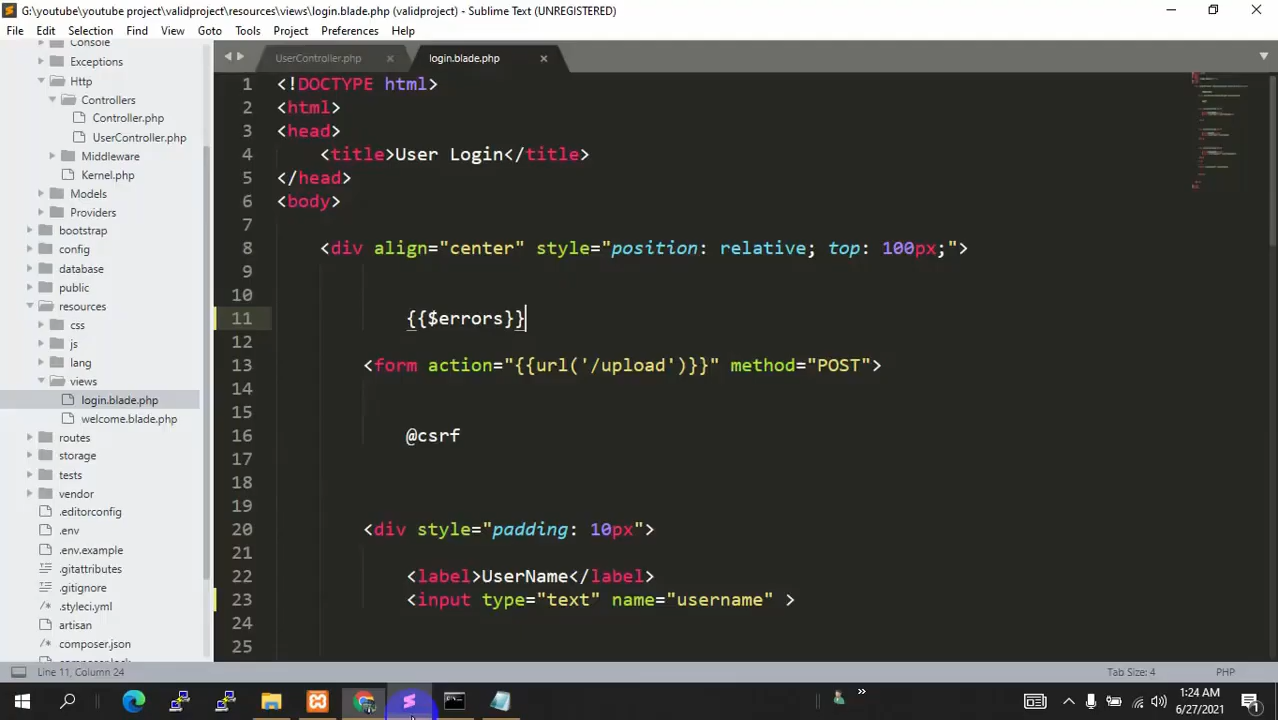 G:\youtube\youtube project\validproject\resources\views\login.blade.php (validproject) - Sublime Text (UNREGISTERED)
File Edit Selection Find View Goto Tools Project Preferences Help
Console
Exceptions
Http
Controllers
Controller.php
UserController.php
Middleware
Kernel.php
Models
Providers
bootstrap
config
database
public
resources
css
js
lang
views
login.blade.php
welcome.blade.php
routes
storage
tests
vendor
.editorconfig
.env
.env.example
.gitattributes
.gitignore
.styleci.yml
artisan
composer.json
composer.lock
UserController.php
login.blade.php
1 <!DOCTYPE html>
2 <html>
3 <head>
4 <title>User Login</title>
5 </head>
6 <body>
7
8 <div align="center" style="position: relative; top: 100px;">
9
10
11 {{$errors}}
12
13 <form action="{{url('/upload')}}" method="POST">
14
15
16 @csrf
17
18
19
20 <div style="padding: 10px">
21
22 <label>UserName</label>
23 <input type="text" name="username" >
24
25
Line 11, Column 24
Tab Size: 4
PHP
1:24 AM
6/27/2021
1